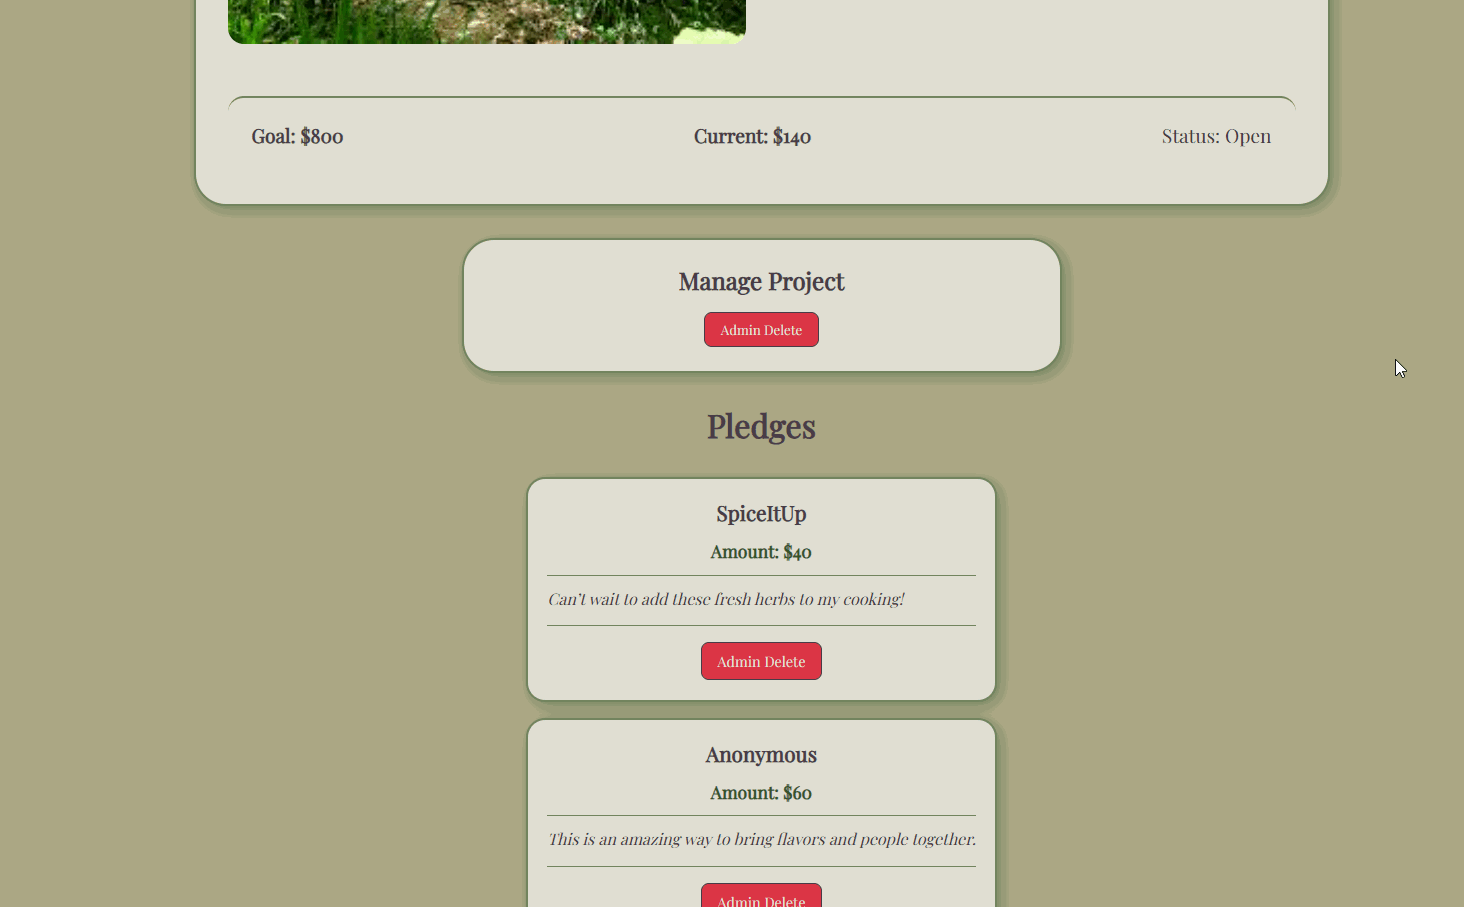 Goal: $800
Current: $140
Status: Open
Manage Project
Admin Delete
Pledges
SpiceItUp
Amount: $40
Can’t wait to add these fresh herbs to my cooking!
Admin Delete
Anonymous
Amount: $60
This is an amazing way to bring flavors and people together.
Admin Delete